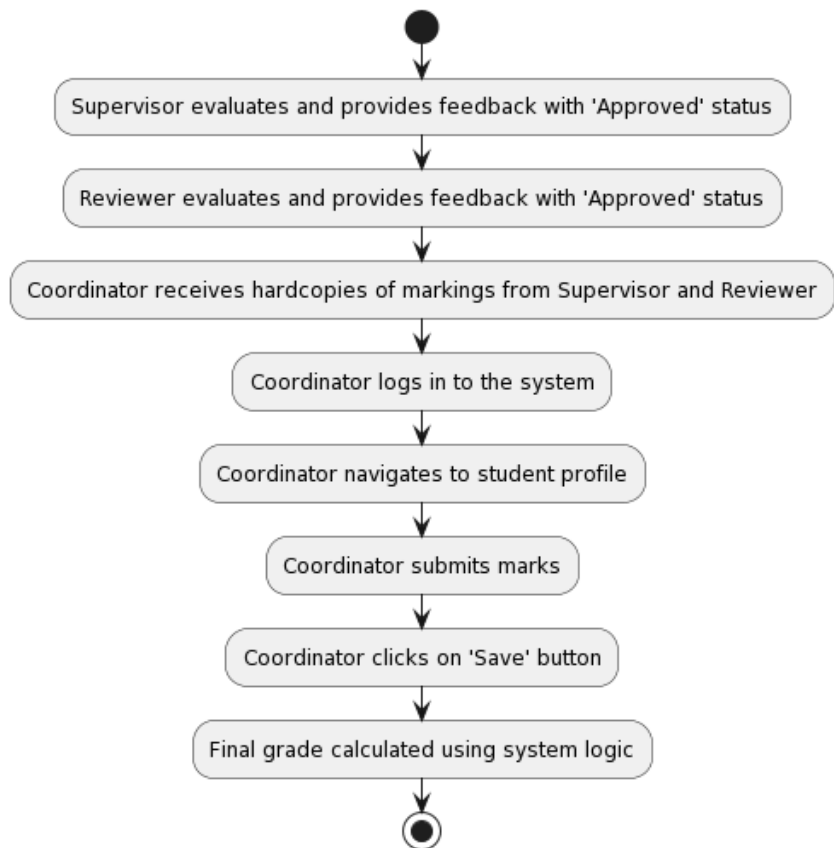 Supervisor evaluates and provides feedback with 'Approved' status
Reviewer evaluates and provides feedback with 'Approved' status
Coordinator receives hardcopies of markings from Supervisor and Reviewer
Coordinator logs in to the system
Coordinator navigates to student profile
Coordinator submits marks
Coordinator clicks on 'Save' button
Final grade calculated using system logic